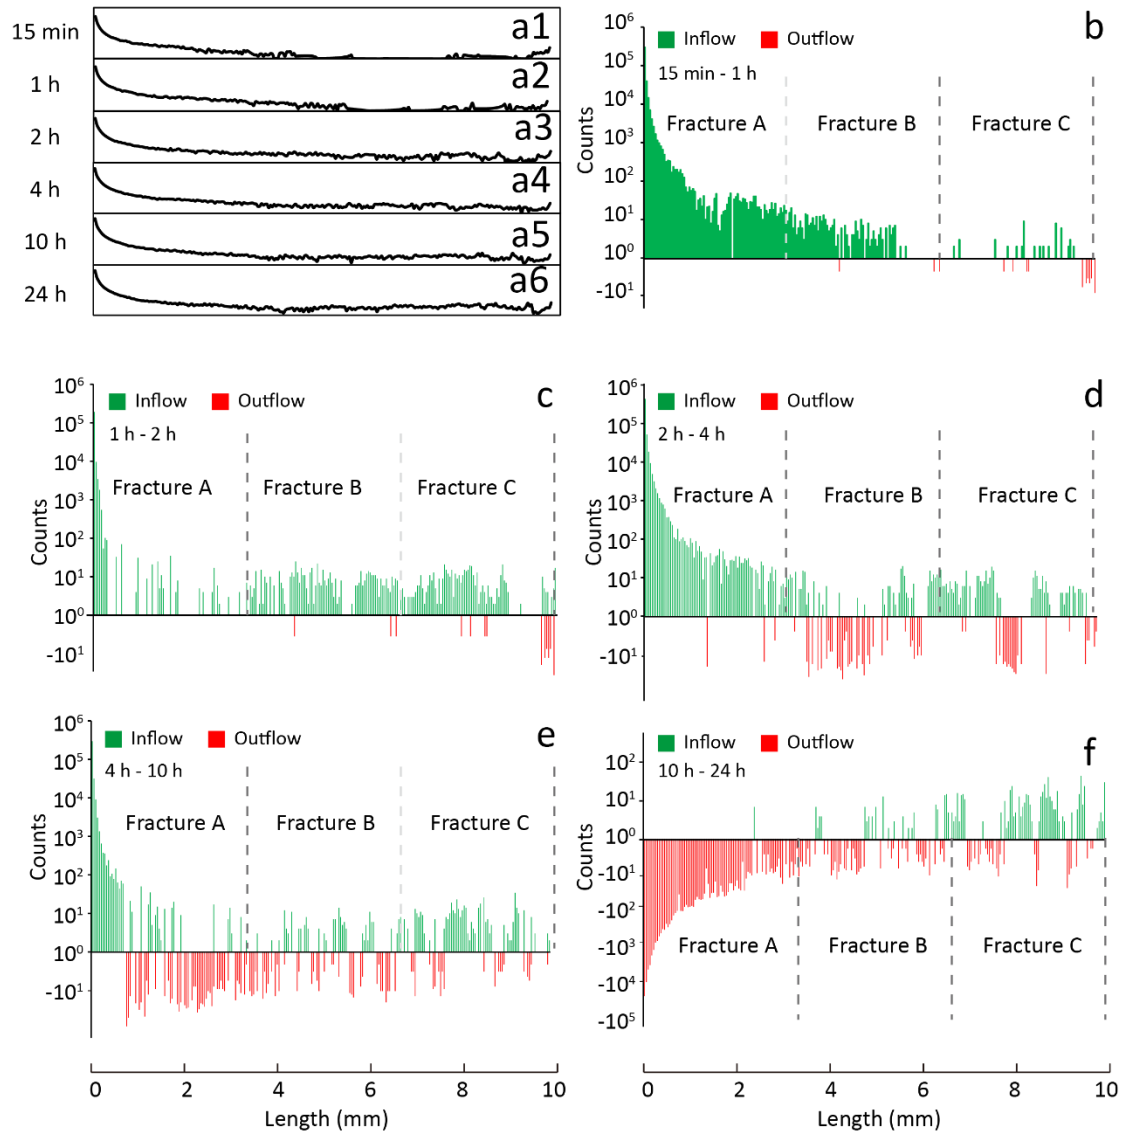 15 min
a1
1 h
a2
2 h
a3
4 h
a4
10 h
a5
24 h
a6
b
Inflow Outflow
15 min - 1 h
Fracture A Fracture B Fracture C
Counts
10⁶
10⁵
10⁴
10³
10²
10¹
10⁰
-10¹
c
Inflow Outflow
1 h - 2 h
Fracture A Fracture B Fracture C
Counts
10⁶
10⁵
10⁴
10³
10²
10¹
10⁰
-10¹
d
Inflow Outflow
2 h - 4 h
Fracture A Fracture B Fracture C
Counts
10⁶
10⁵
10⁴
10³
10²
10¹
10⁰
-10¹
e
Inflow Outflow
4 h - 10 h
Fracture A Fracture B Fracture C
Counts
10⁶
10⁵
10⁴
10³
10²
10¹
10⁰
-10¹
0 2 4 6 8 10
Length (mm)
f
Inflow Outflow
10 h - 24 h
Fracture A Fracture B Fracture C
Counts
10²
10¹
10⁰
-10¹
-10²
-10³
-10⁴
-10⁵
0 2 4 6 8 10
Length (mm)